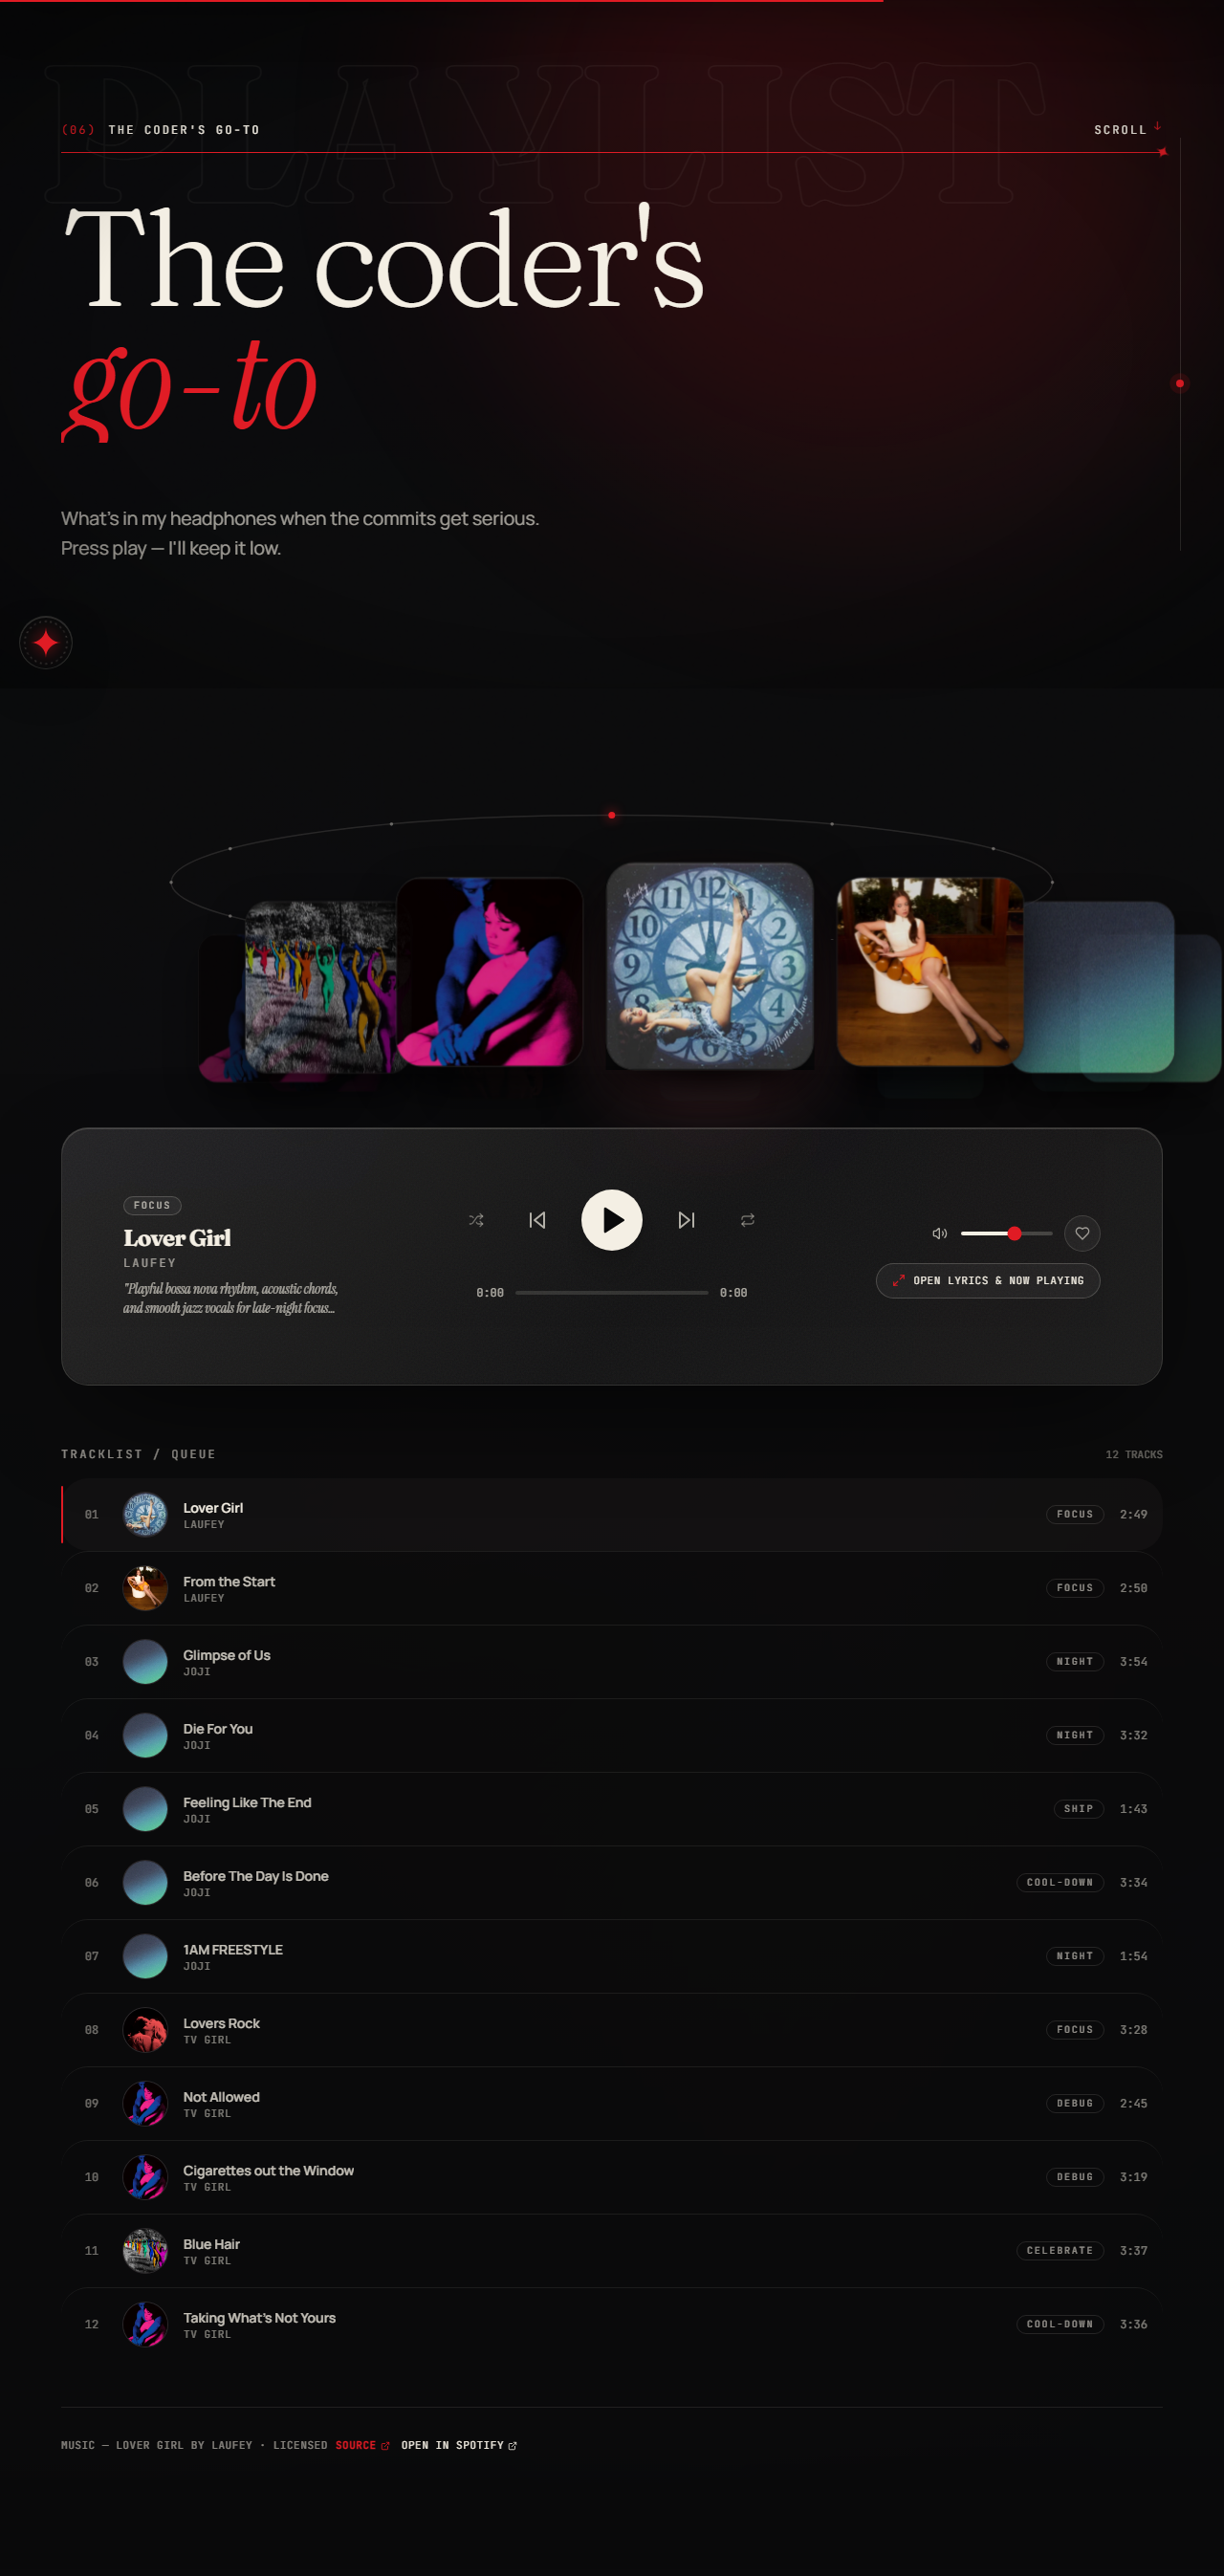 PLAYLIST
(06) THE CODER'S GO-TO
SCROLL ↓
The coder's
go-to
What's in my headphones when the commits get serious.
Press play — I'll keep it low.
FOCUS
Lover Girl
LAUFEY
"Playful bossa nova rhythm, acoustic chords,
and smooth jazz vocals for late-night focus...
0:00
0:00
OPEN LYRICS & NOW PLAYING
TRACKLIST / QUEUE
12 TRACKS
01 Lover Girl FOCUS 2:49
LAUFEY
02 From the Start FOCUS 2:50
LAUFEY
03 Glimpse of Us NIGHT 3:54
JOJI
04 Die For You NIGHT 3:32
JOJI
05 Feeling Like The End SHIP 1:43
JOJI
06 Before The Day Is Done COOL-DOWN 3:34
JOJI
07 1AM FREESTYLE NIGHT 1:54
JOJI
08 Lovers Rock FOCUS 3:28
TV GIRL
09 Not Allowed DEBUG 2:45
TV GIRL
10 Cigarettes out the Window DEBUG 3:19
TV GIRL
11 Blue Hair CELEBRATE 3:37
TV GIRL
12 Taking What's Not Yours COOL-DOWN 3:36
TV GIRL
MUSIC — LOVER GIRL BY LAUFEY · LICENSED SOURCE OPEN IN SPOTIFY